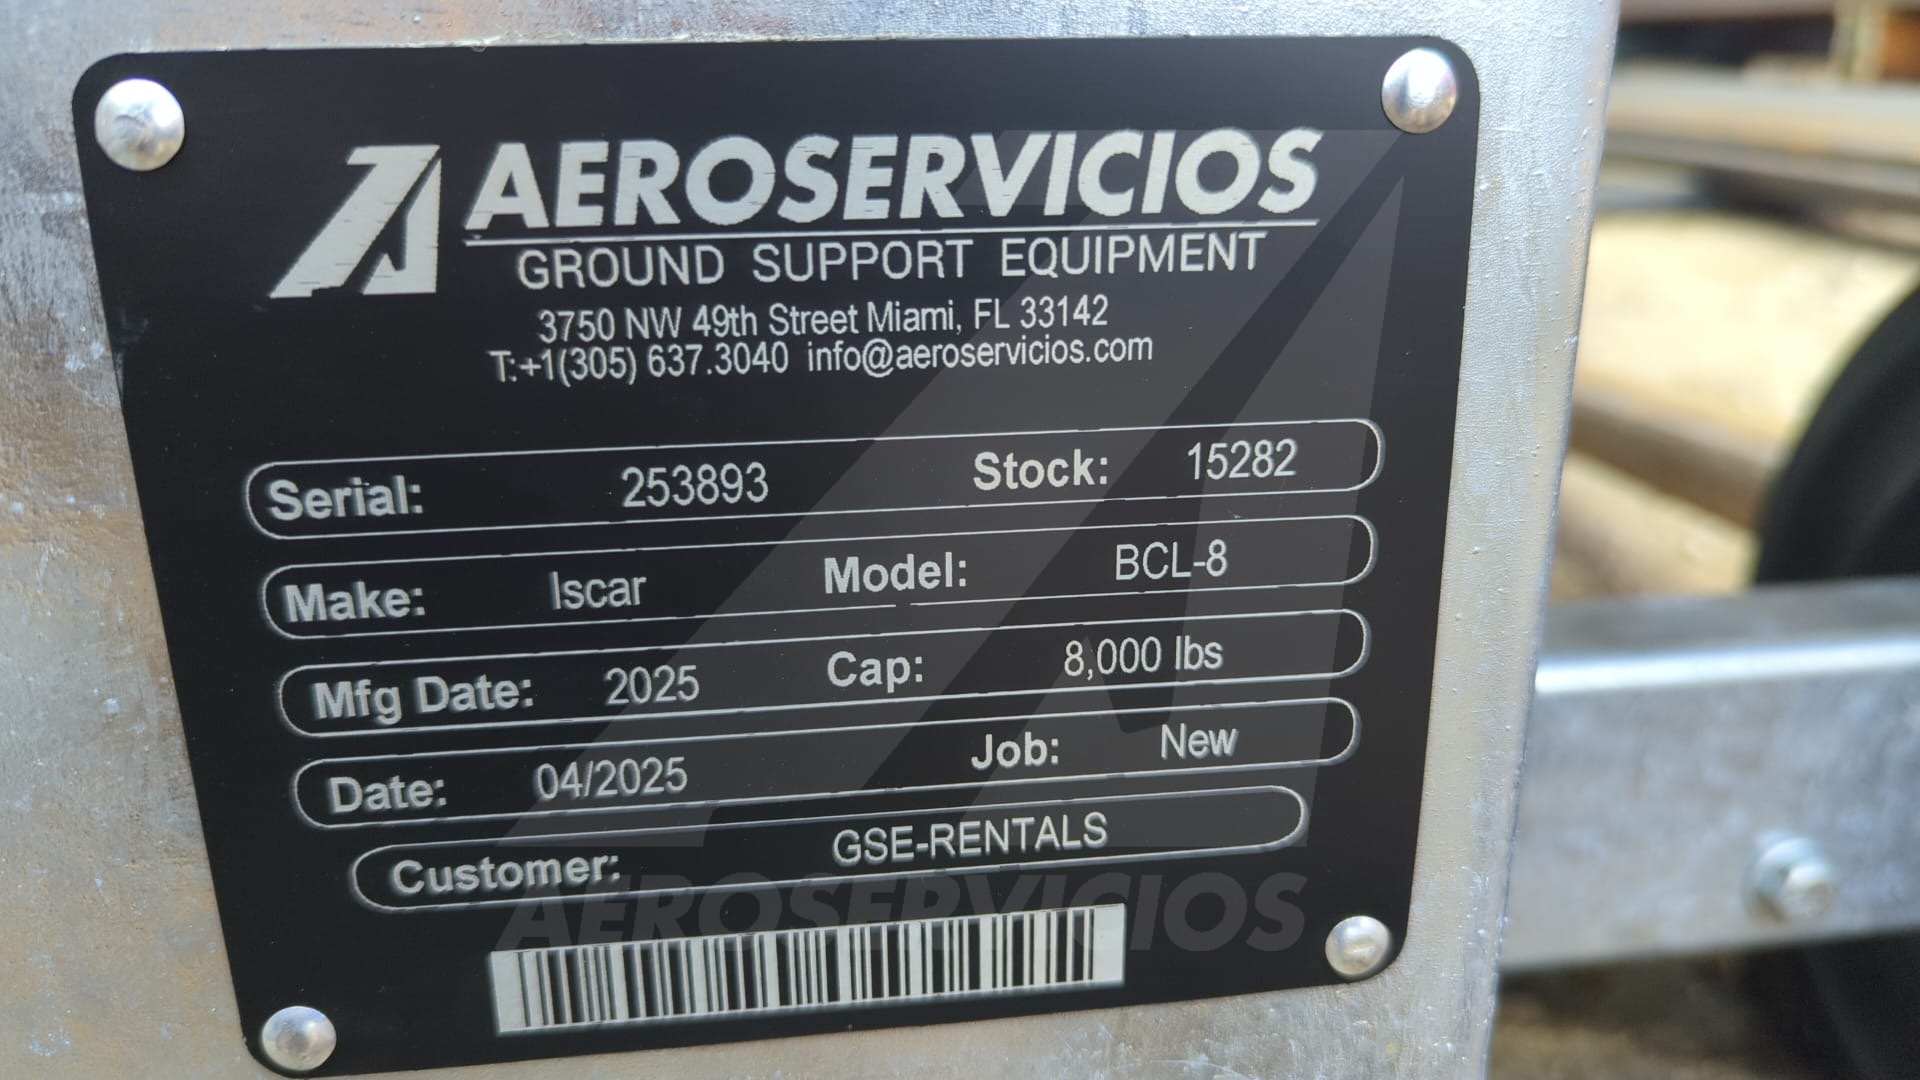 AEROSERVICIOS
GROUND SUPPORT EQUIPMENT
3750 NW 49th Street Miami, FL 33142
T:+1(305) 637.3040 info@aeroservicios.com
Serial: 253893 Stock: 15282
Make: Iscar Model: BCL-8
Mfg Date: 2025 Cap: 8,000 lbs
Date: 04/2025 Job: New
Customer: GSE-RENTALS
AEROSERVICIOS